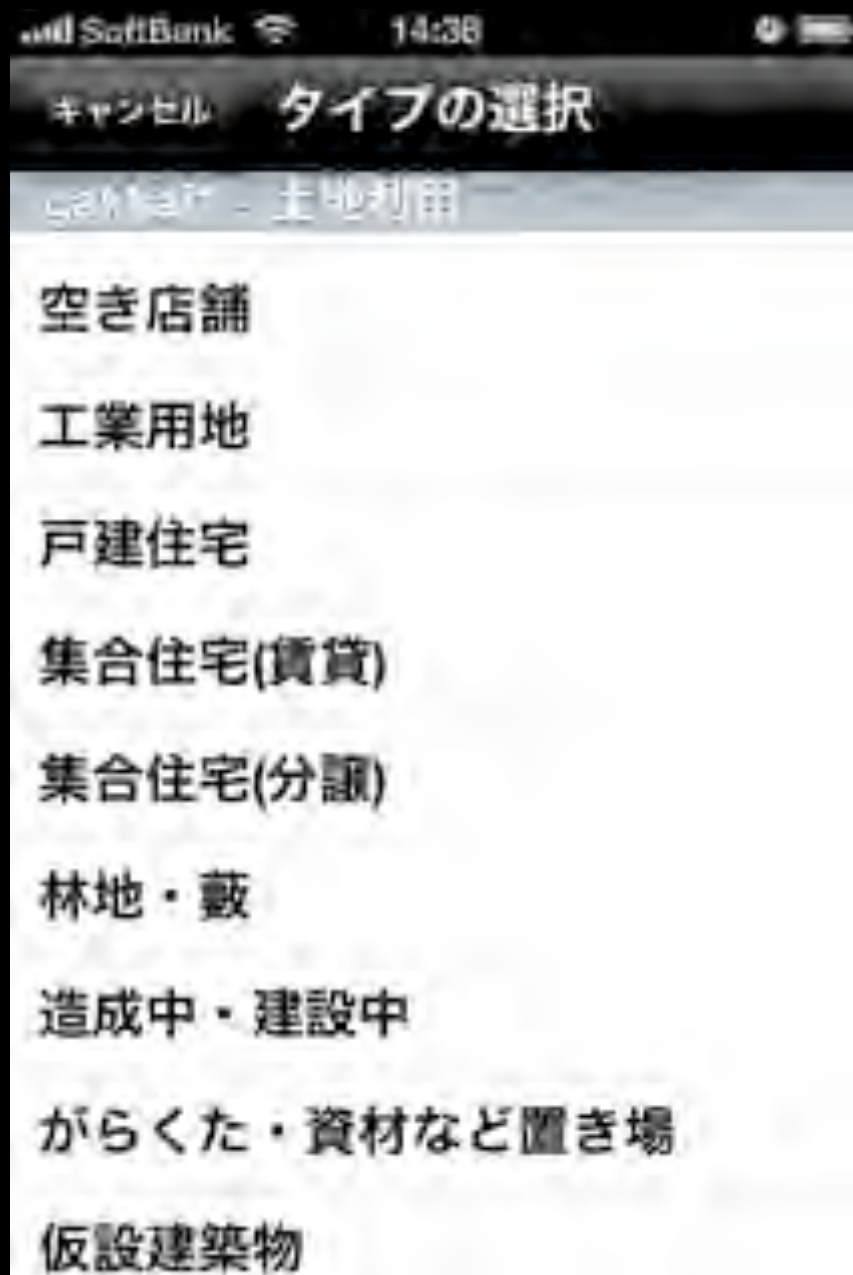 SoftBank 14:38
キャンセル タイプの選択
土地利用
空き店舗
工業用地
戸建住宅
集合住宅(賃貸)
集合住宅(分譲)
林地・藪
造成中・建設中
がらくた・資材など置き場
仮設建築物